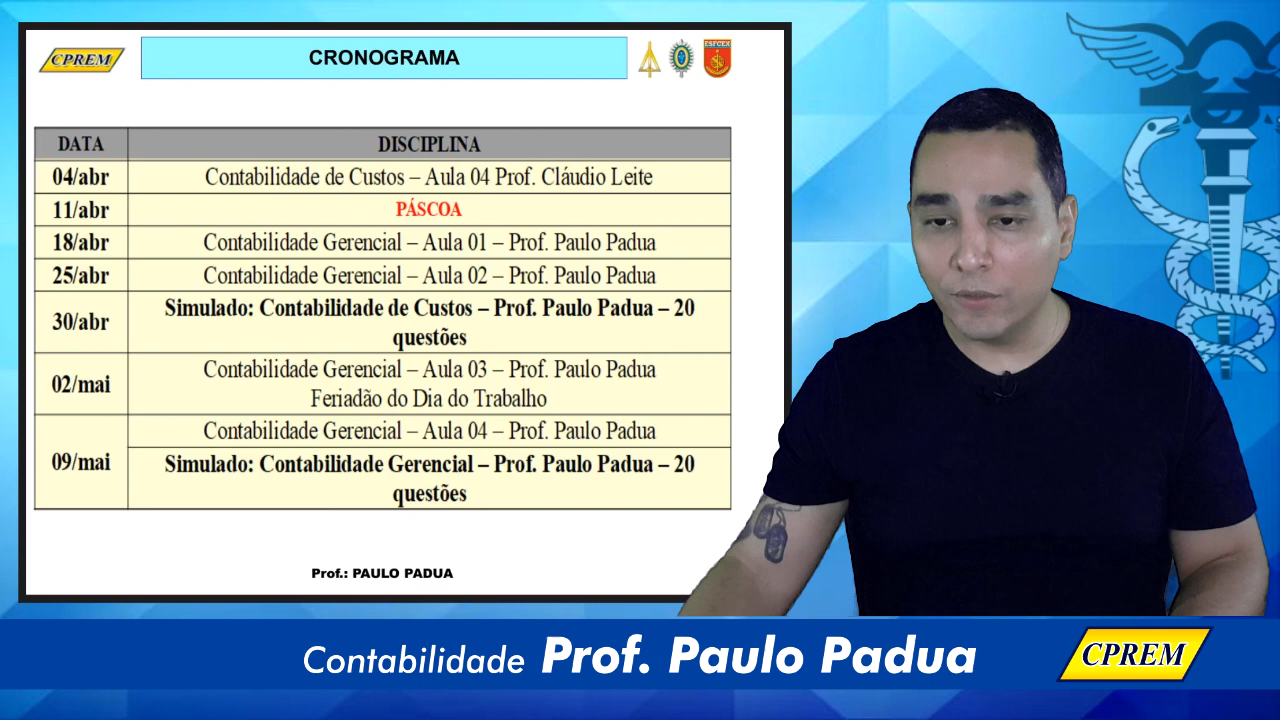 CPREM
CRONOGRAMA
ESFCEX
DATA DISCIPLINA
04/abr Contabilidade de Custos – Aula 04 Prof. Cláudio Leite
11/abr PÁSCOA
18/abr Contabilidade Gerencial – Aula 01 – Prof. Paulo Padua
25/abr Contabilidade Gerencial – Aula 02 – Prof. Paulo Padua
30/abr Simulado: Contabilidade de Custos – Prof. Paulo Padua – 20
questões
02/mai Contabilidade Gerencial – Aula 03 – Prof. Paulo Padua
Feriadão do Dia do Trabalho
09/mai Contabilidade Gerencial – Aula 04 – Prof. Paulo Padua
Simulado: Contabilidade Gerencial – Prof. Paulo Padua – 20
questões
Prof.: PAULO PADUA
Contabilidade Prof. Paulo Padua
CPREM